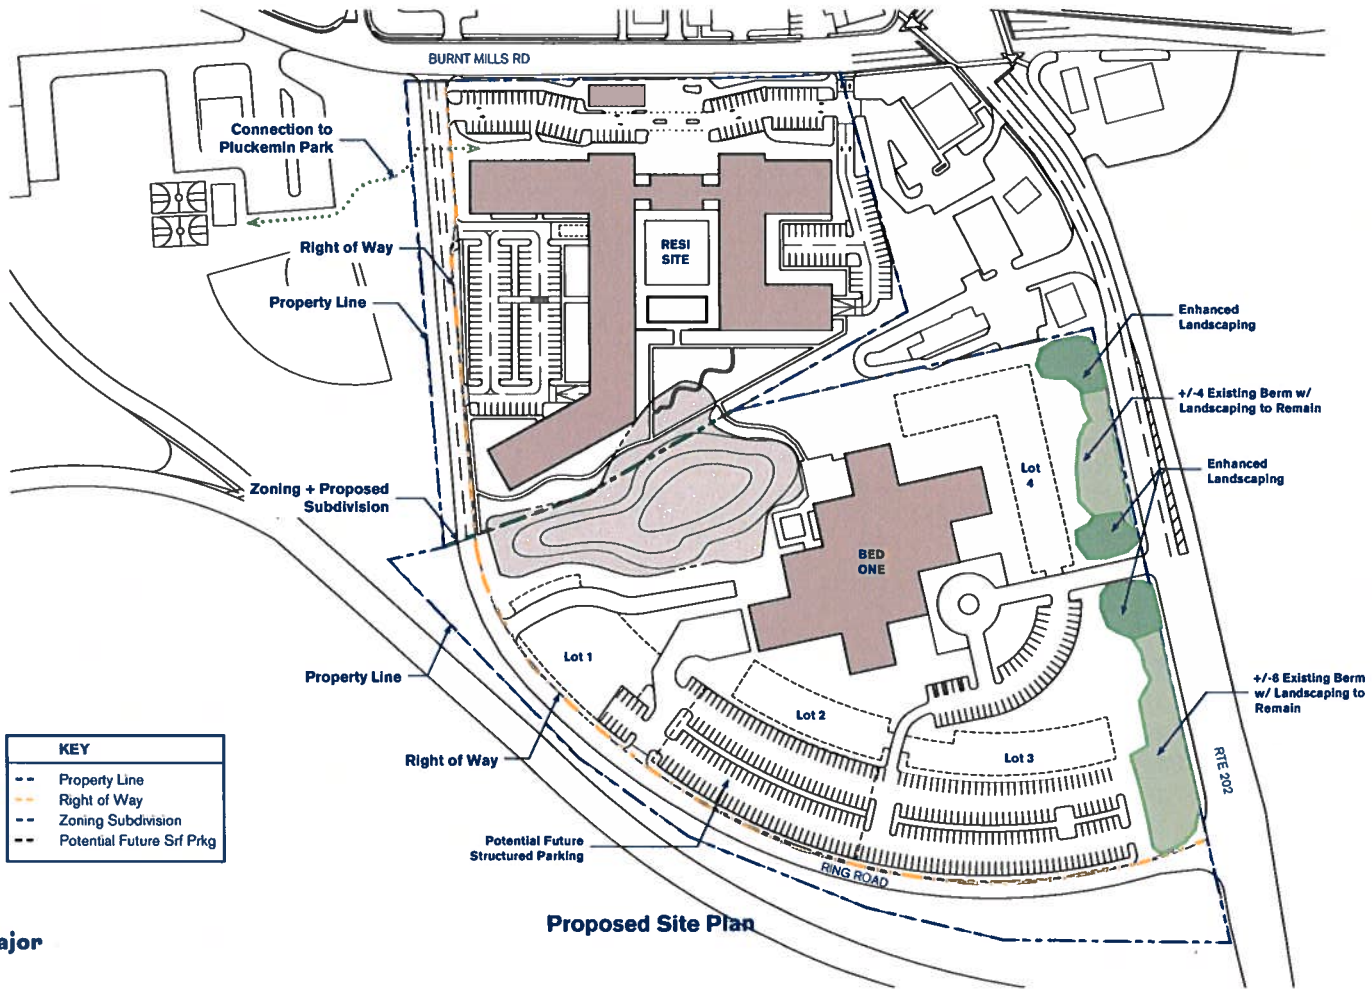 BURNT MILLS RD
Connection to
Pluckemin Park
Right of Way
Property Line
RESI
SITE
Enhanced
Landscaping
+/-4 Existing Berm w/
Landscaping to Remain
Enhanced
Landscaping
Lot
4
Zoning + Proposed
Subdivision
BED
ONE
Property Line
Lot 1
Right of Way
Lot 2
Lot 3
+/-6 Existing Berm
w/ Landscaping to
Remain
RTE 202
KEY
Property Line
Right of Way
Zoning Subdivision
Potential Future Srf Prkg
Potential Future
Structured Parking
RING ROAD
Proposed Site Plan
ajor